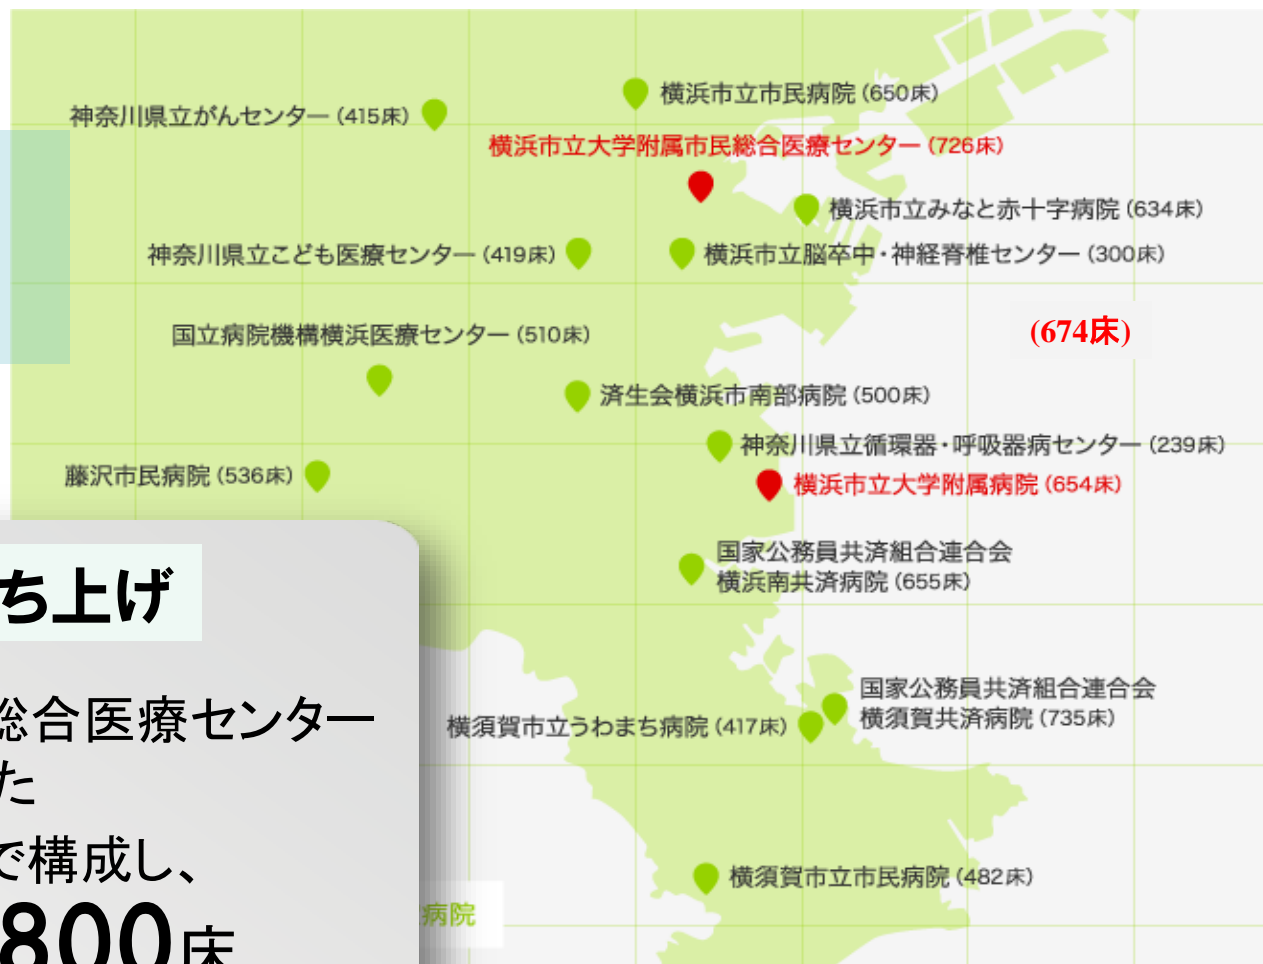 横浜市立市民病院 (650床)
神奈川県立がんセンター (415床)
横浜市立大学附属市民総合医療センター (726床)
横浜市立みなと赤十字病院 (634床)
神奈川県立こども医療センター (419床)
横浜市立脳卒中・神経脊椎センター (300床)
国立病院機構横浜医療センター (510床)
(674床)
済生会横浜市南部病院 (500床)
神奈川県立循環器・呼吸器病センター (239床)
藤沢市民病院 (536床)
横浜市立大学附属病院 (654床)
国家公務員共済組合連合会
横浜南共済病院 (655床)
国家公務員共済組合連合会
横須賀共済病院 (735床)
横須賀市立うわまち病院 (417床)
横須賀市立市民病院 (482床)
ち上げ
総合医療センター
た
で構成し、
800床
病院